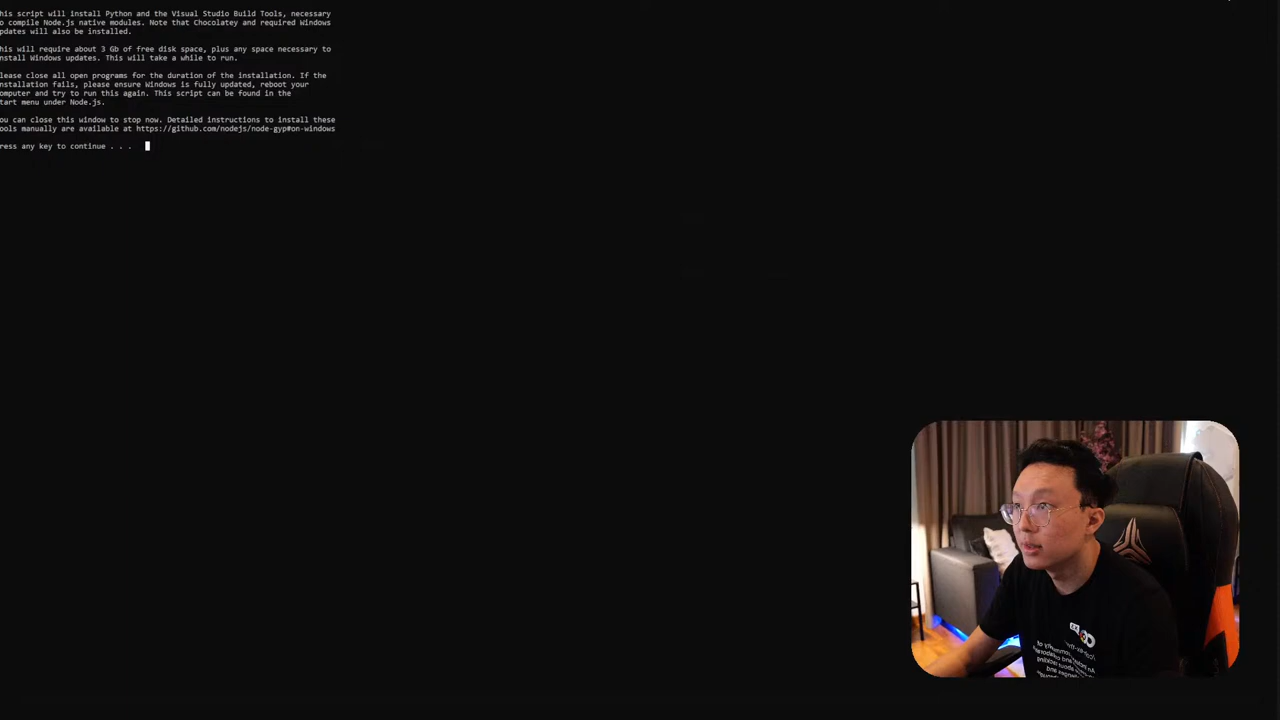 his script will install Python and the Visual Studio Build Tools, necessary
o compile Node.js native modules. Note that Chocolatey and required Windows
pdates will also be installed.
his will require about 3 Gb of free disk space, plus any space necessary to
nstall Windows updates. This will take a while to run.
lease close all open programs for the duration of the installation. If the
nstallation fails, please ensure Windows is fully updated, reboot your
omputer and try to run this again. This script can be found in the
tart menu under Node.js.
ou can close this window to stop now. Detailed instructions to install these
ools manually are available at https://github.com/nodejs/node-gyp#on-windows
ress any key to continue . . .